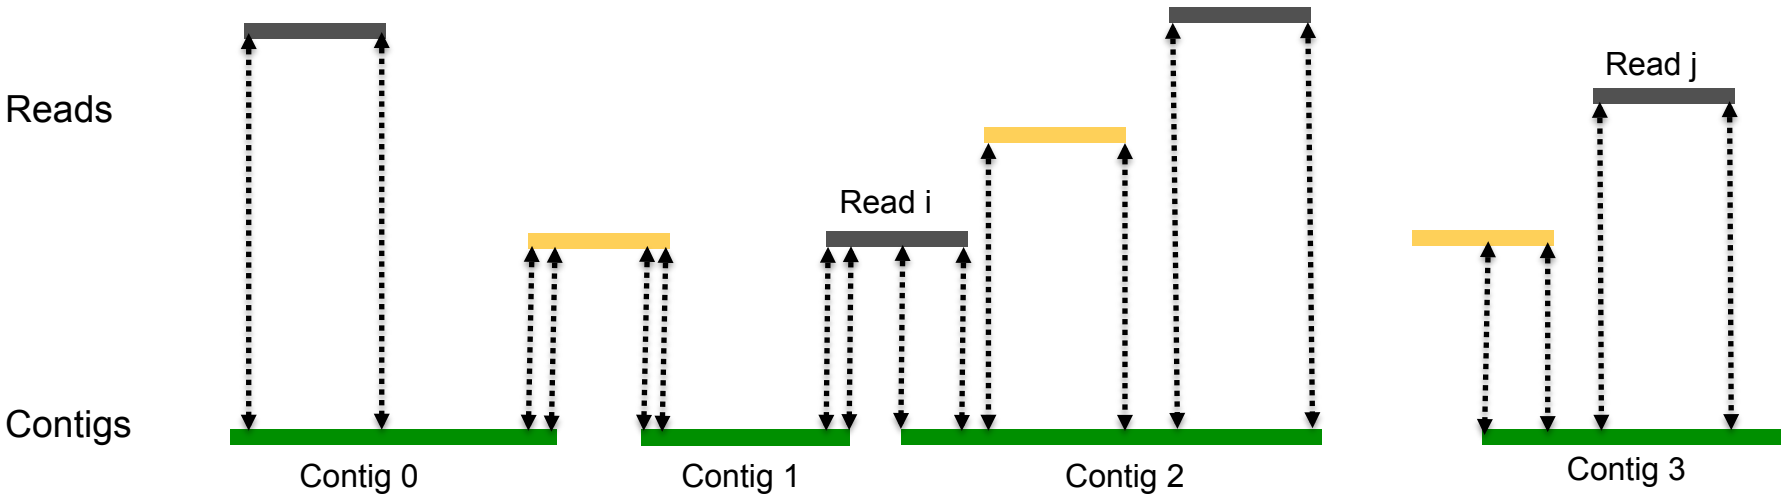 Read j
Reads
Read i
Contigs
Contig 0
Contig 1
Contig 2
Contig 3